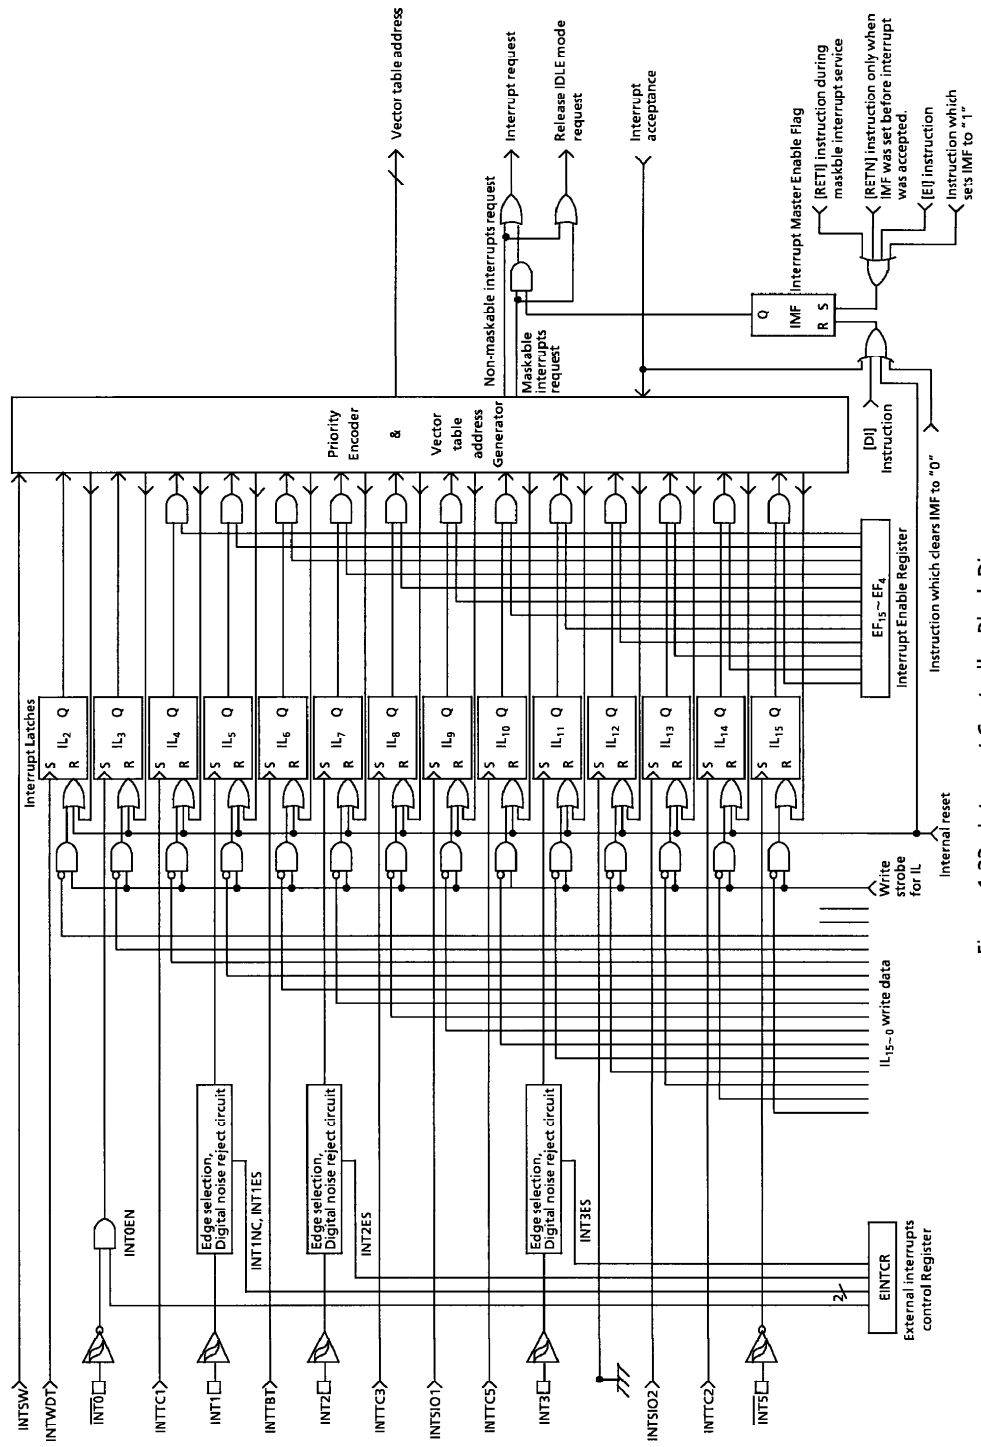 INTSW
INTWDT
INT0
INTTC1
INT1
INTTBT
INT2
INTTC3
INTSIO1
INTTC5
INT3
INTSIO2
INTTC2
INT5
INT0EN
Edge selection,
Digital noise reject circuit
INT1NC, INT1ES
Edge selection,
Digital noise reject circuit
INT2ES
Edge selection,
Digital noise reject circuit
INT3ES
2
EINTCR
External interrupts
control Register
IL15~0 write data
Write
strobe
for IL
Internal reset
Interrupt Latches
S IL2 Q
R
S IL3 Q
R
S IL4 Q
R
S IL5 Q
R
S IL6 Q
R
S IL7 Q
R
S IL8 Q
R
S IL9 Q
R
S IL10 Q
R
S IL11 Q
R
S IL12 Q
R
S IL13 Q
R
S IL14 Q
R
S IL15 Q
R
EF15~EF4
Interrupt Enable Register
Instruction which clears IMF to "0"
Priority
Encoder
&
Vector
table
address
Generator
[DI]
Instruction
Vector table address
Non-maskable interrupts request
Maskable
interrupts
request
Interrupt request
Release IDLE mode
request
Interrupt
acceptance
Interrupt Master Enable Flag
Q
IMF
R S
[RETI] instruction during
maskble interrupt service
[RETN] instruction only when
IMF was set before interrupt
was accepted.
[EI] instruction
Instruction which
sets IMF to "1"